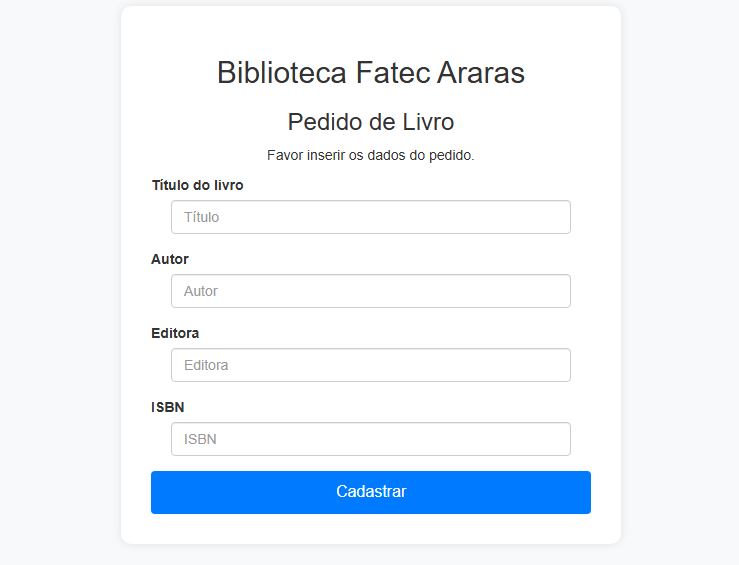 Biblioteca Fatec Araras
Pedido de Livro
Favor inserir os dados do pedido.
Título do livro
Título
Autor
Autor
Editora
Editora
ISBN
ISBN
Cadastrar